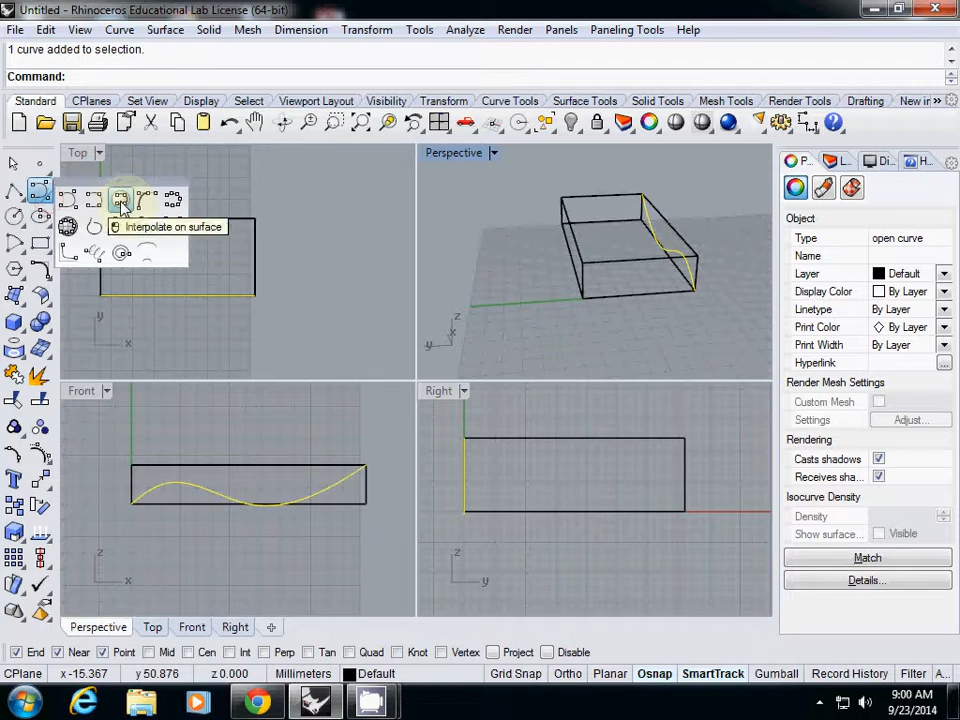 Untitled - Rhinoceros Educational Lab License (64-bit)
File Edit View Curve Surface Solid Mesh Dimension Transform Tools Analyze Render Panels Paneling Tools Help
1 curve added to selection.
Command:
Standard CPlanes Set View Display Select Viewport Layout Visibility Transform Curve Tools Surface Tools Solid Tools Mesh Tools Render Tools Drafting New in »
Top
Perspective
P... L... Di... H...
Interpolate on surface
Object
Type open curve
Name
Layer Default
Display Color By Layer
Linetype By Layer
Print Color By Layer
Print Width By Layer
Hyperlink ...
Render Mesh Settings
Custom Mesh
Settings Adjust...
Rendering
Casts shadows
Receives sha...
Isocurve Density
Density
Show surface... Visible
Match
Details...
y
x
z
x
y
Front
Right
z
x
z
y
Perspective Top Front Right
End Near Point Mid Cen Int Perp Tan Quad Knot Vertex Project Disable
CPlane x -15.367 y 50.876 z 0.000 Millimeters Default Grid Snap Ortho Planar Osnap SmartTrack Gumball Record History Filter
9:00 AM
9/23/2014